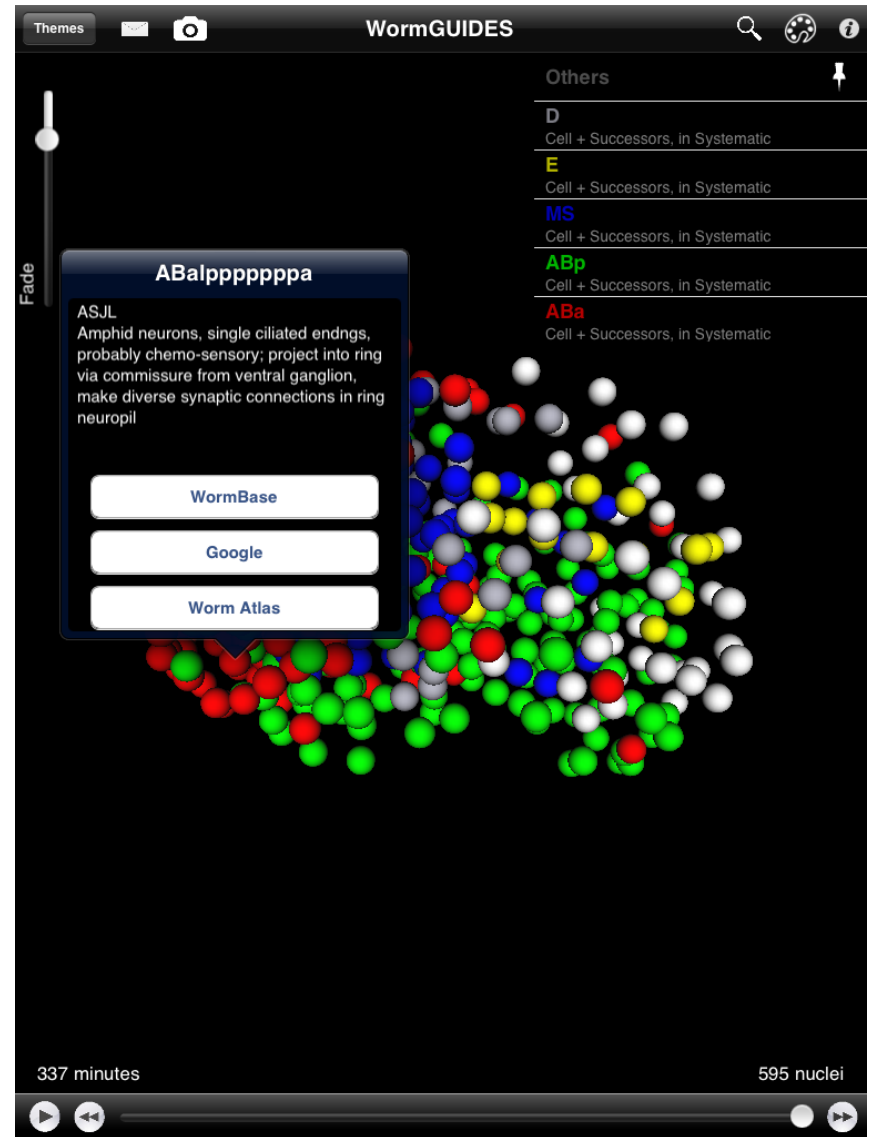 Themes
WormGUIDES
Others
D
Cell + Successors, in Systematic
E
Cell + Successors, in Systematic
MS
Cell + Successors, in Systematic
ABp
Cell + Successors, in Systematic
ABa
Cell + Successors, in Systematic
Fade
ABalpppppppa
ASJL
Amphid neurons, single ciliated endngs,
probably chemo-sensory; project into ring
via commissure from ventral ganglion,
make diverse synaptic connections in ring
neuropil
WormBase
Google
Worm Atlas
337 minutes
595 nuclei